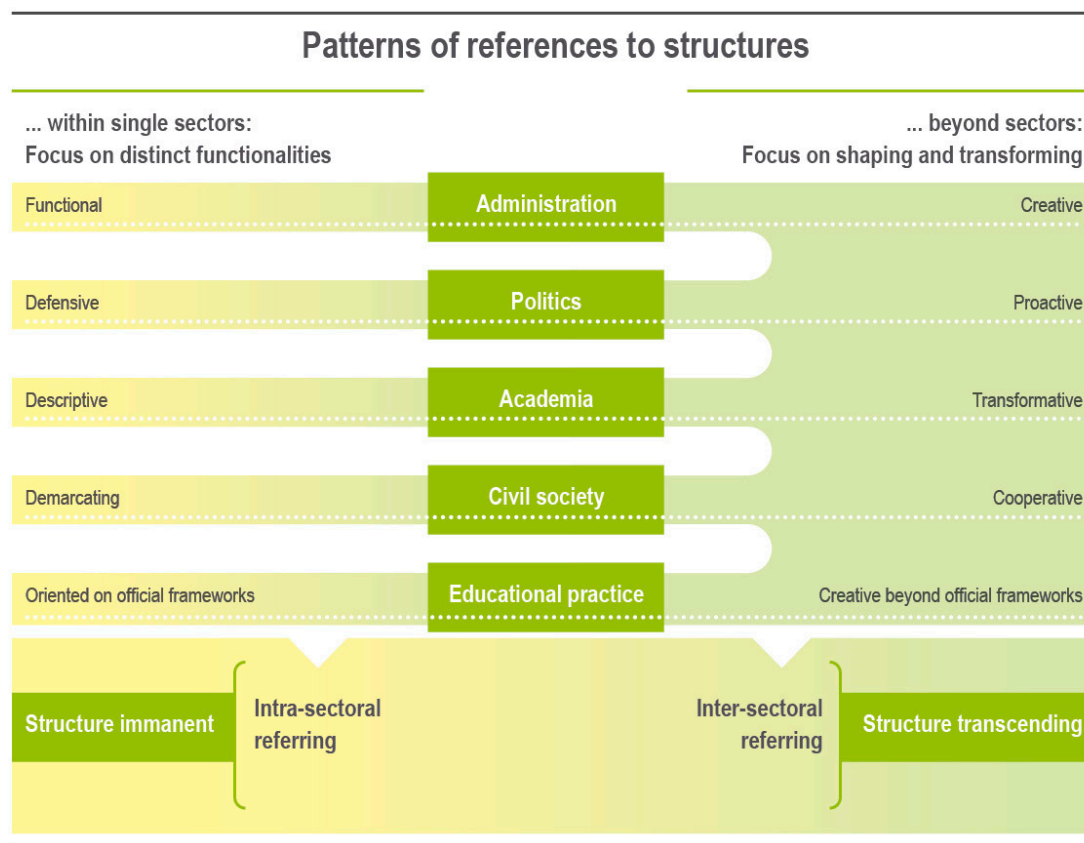 Patterns of references to structures
... within single sectors:
Focus on distinct functionalities
... beyond sectors:
Focus on shaping and transforming
Functional
Administration
Creative
Defensive
Politics
Proactive
Descriptive
Academia
Transformative
Demarcating
Civil society
Cooperative
Oriented on official frameworks
Educational practice
Creative beyond official frameworks
Structure immanent
Intra-sectoral
referring
Inter-sectoral
referring
Structure transcending